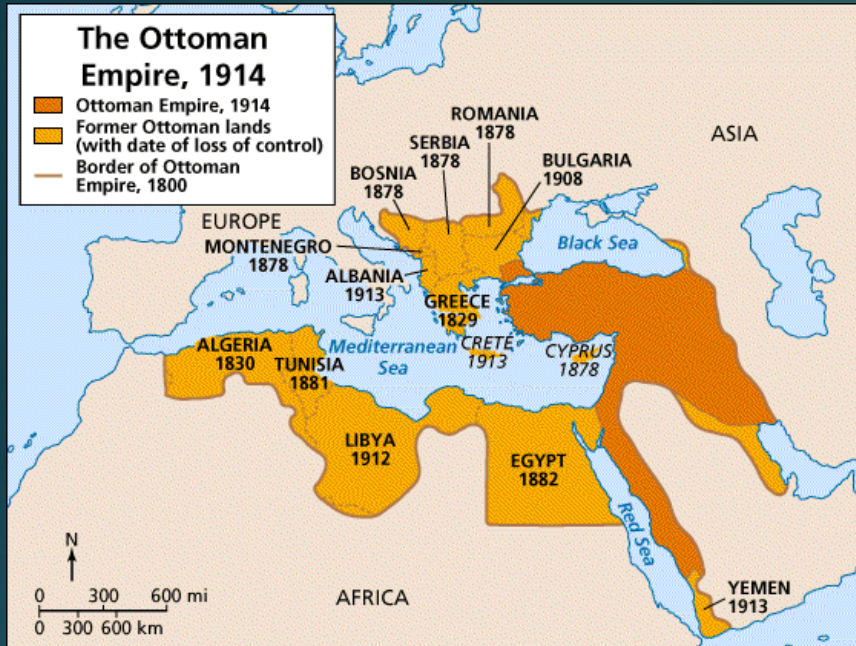 The Ottoman
Empire, 1914
Ottoman Empire, 1914
Former Ottoman lands
(with date of loss of control)
Border of Ottoman
Empire, 1800
ROMANIA
1878
SERBIA
1878
ASIA
BOSNIA
1878
BULGARIA
1908
EUROPE
Black Sea
MONTENEGRO
1878
ALBANIA
1913
GREECE
1829
CRETE
1913
CYPRUS
1878
Mediterranean
Sea
ALGERIA
1830
TUNISIA
1881
LIBYA
1912
EGYPT
1882
Red Sea
YEMEN
1913
AFRICA
N
0 300 600 mi
0 300 600 km